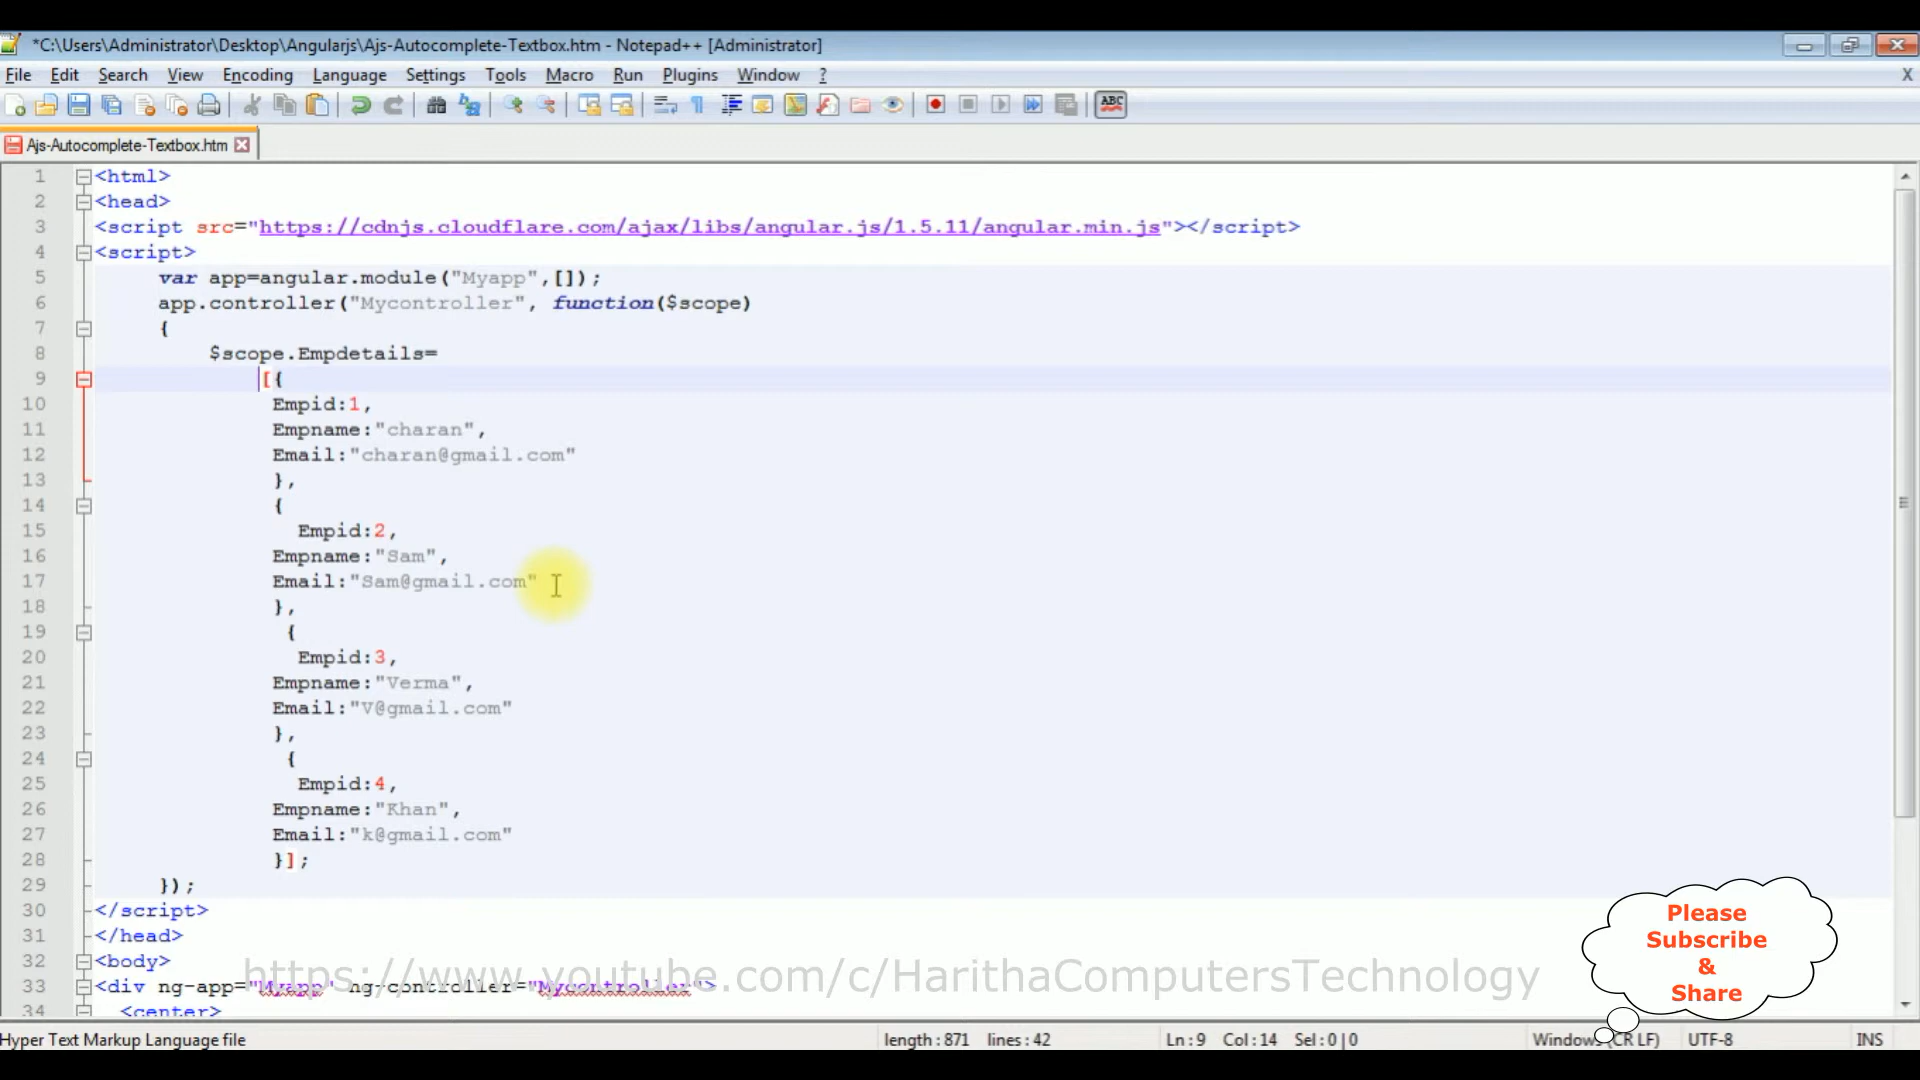 *C:\Users\Administrator\Desktop\Angularjs\Ajs-Autocomplete-Textbox.htm - Notepad++ [Administrator]
File Edit Search View Encoding Language Settings Tools Macro Run Plugins Window ? X
ABC
Ajs-Autocomplete-Textbox.htm
1 <html>
2 <head>
3 <script src="https://cdnjs.cloudflare.com/ajax/libs/angular.js/1.5.11/angular.min.js"></script>
4 <script>
5 var app=angular.module("Myapp",[]);
6 app.controller("Mycontroller", function($scope)
7 {
8 $scope.Empdetails=
9 [{
10 Empid:1,
11 Empname:"charan",
12 Email:"charan@gmail.com"
13 },
14 {
15 Empid:2,
16 Empname:"Sam",
17 Email:"Sam@gmail.com"
18 },
19 {
20 Empid:3,
21 Empname:"Verma",
22 Email:"V@gmail.com"
23 },
24 {
25 Empid:4,
26 Empname:"Khan",
27 Email:"k@gmail.com"
28 }];
29 });
30 </script>
31 </head>
32 <body>
33 <div ng-app="Myapp" ng-controller="Mycontroller">
34 <center>
https://www.youtube.com/c/HarithaComputersTechnology
Please
Subscribe
&
Share
Hyper Text Markup Language file length : 871 lines : 42 Ln : 9 Col : 14 Sel : 0 | 0 Windows (CR LF) UTF-8 INS